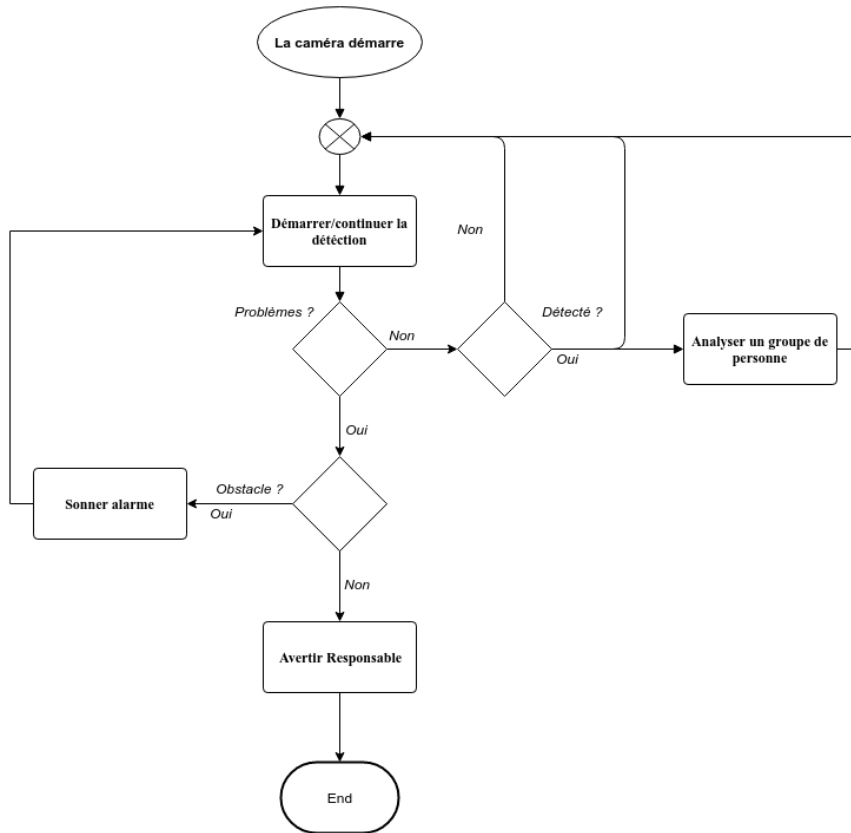 La caméra démarre
Démarrer/continuer la
détéction
Non
Problèmes ?
Détecté ?
Non
Oui
Analyser un groupe de
personne
Oui
Obstacle ?
Oui
Sonner alarme
Non
Avertir Responsable
End